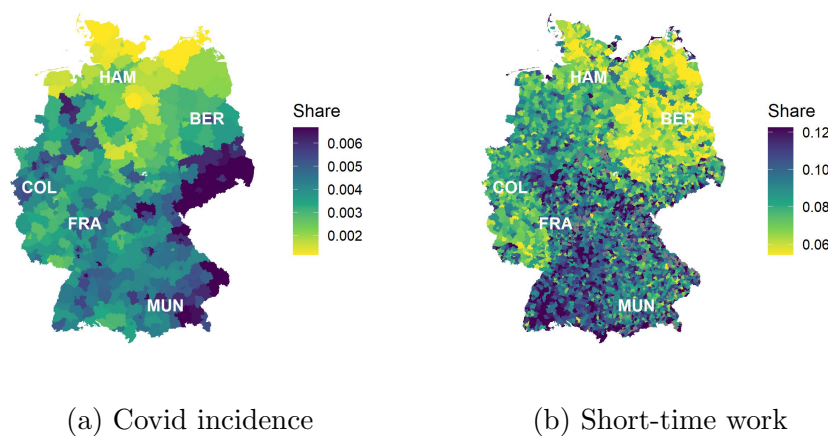 HAM
BER
COL
FRA
MUN
Share
0.006
0.005
0.004
0.003
0.002
HAM
BER
COL
FRA
MUN
Share
0.12
0.10
0.08
0.06
(a) Covid incidence
(b) Short-time work